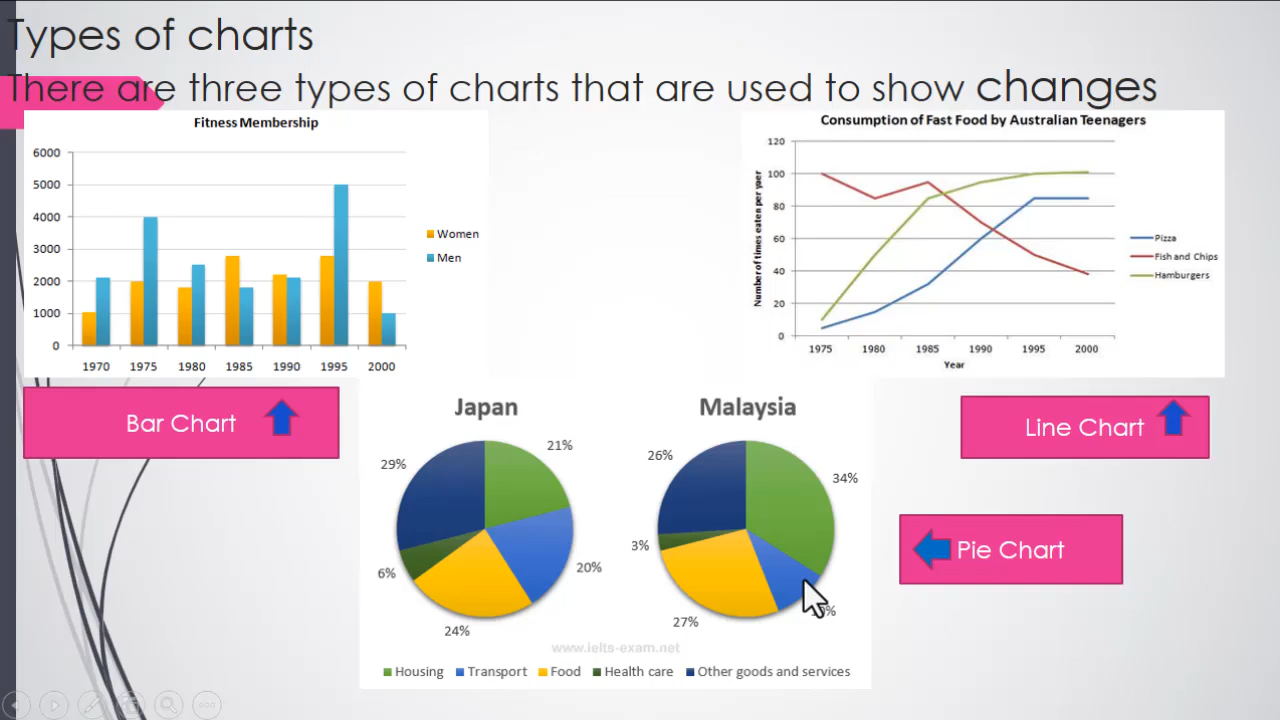 Types of charts
There are three types of charts that are used to show changes
Fitness Membership
6000
5000
4000
3000
2000
1000
0
1970 1975 1980 1985 1990 1995 2000
Women
Men
Consumption of Fast Food by Australian Teenagers
Number of times eaten per yaer
120
100
80
60
40
20
0
1975 1980 1985 1990 1995 2000
Year
Pizza
Fish and Chips
Hamburgers
Bar Chart
Line Chart
Pie Chart
Japan
21%
20%
24%
6%
29%
Malaysia
34%
27%
3%
26%
www.ielts-exam.net
Housing Transport Food Health care Other goods and services